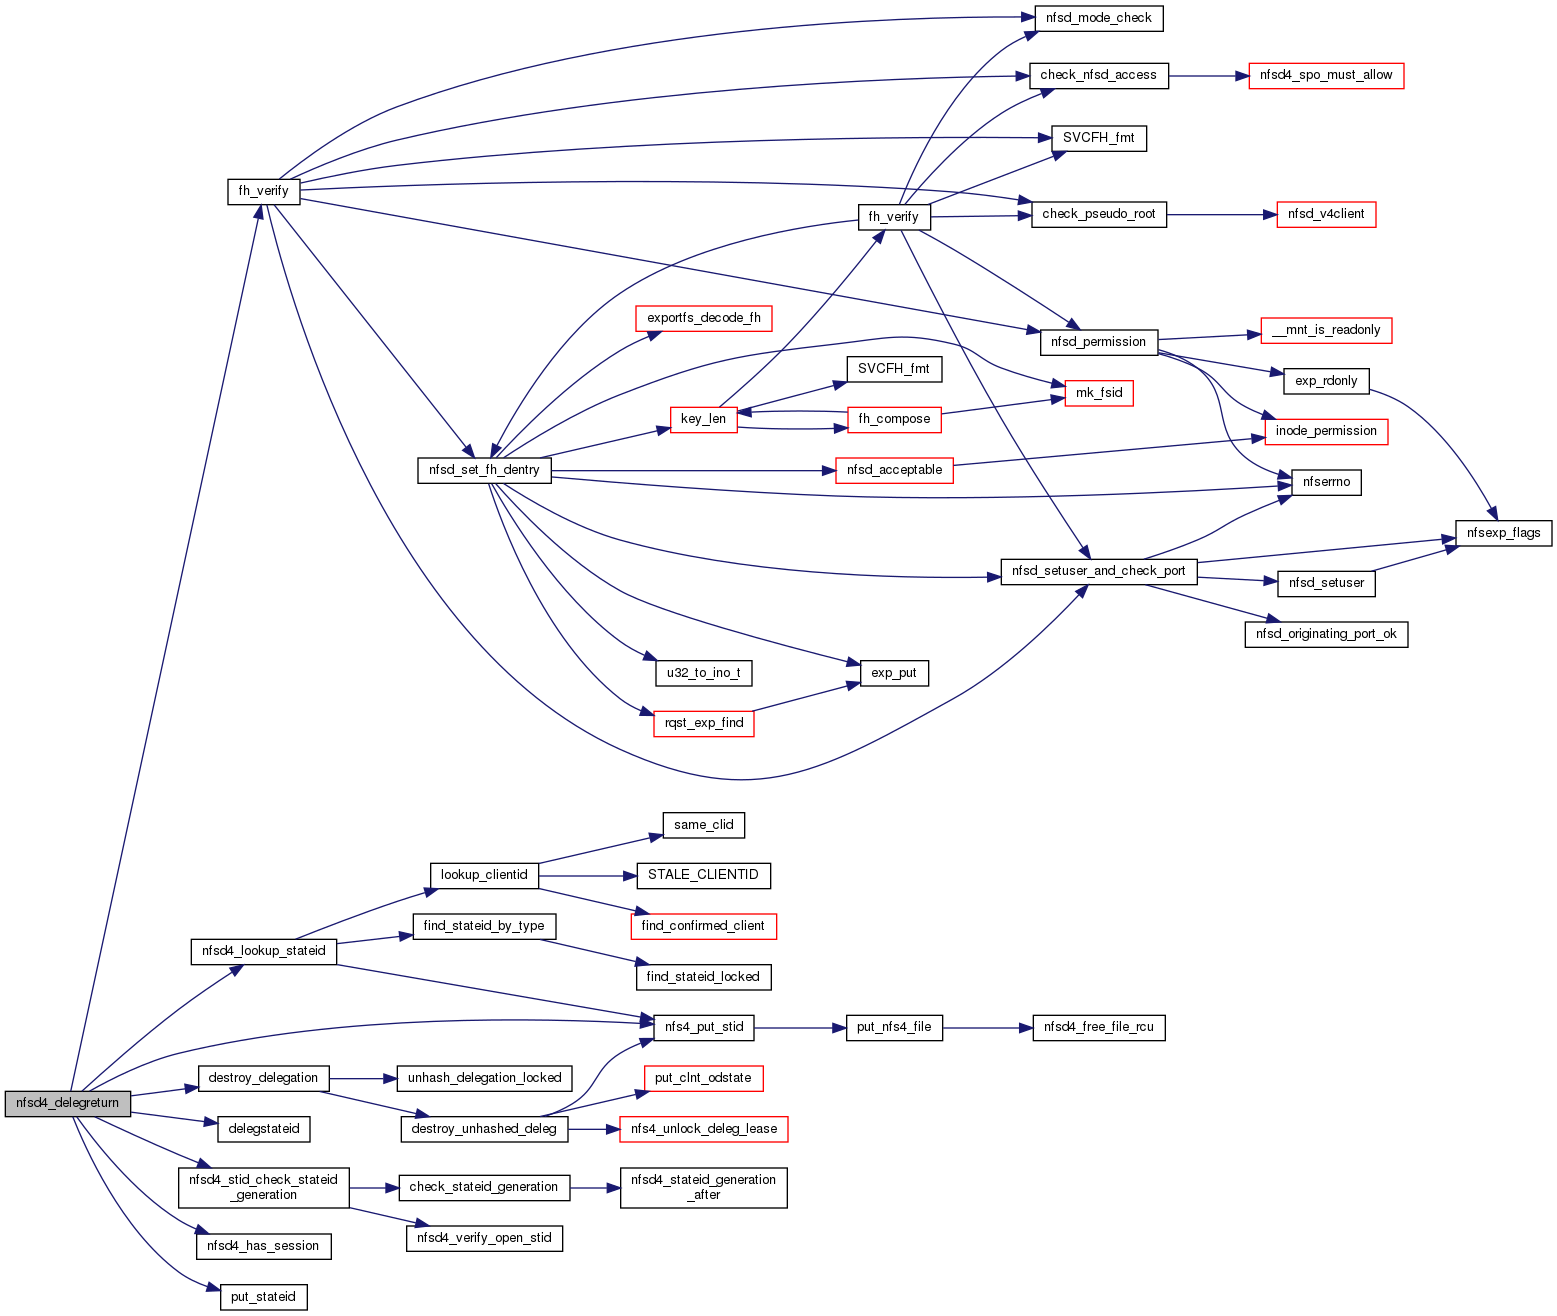 nfsd_mode_check
check_nfsd_access
nfsd4_spo_must_allow
SVCFH_fmt
fh_verify
check_pseudo_root
nfsd_v4client
fh_verify
exportfs_decode_fh
__mnt_is_readonly
nfsd_permission
SVCFH_fmt
exp_rdonly
mk_fsid
key_len
fh_compose
inode_permission
nfsd_set_fh_dentry
nfsd_acceptable
nfserrno
nfsexp_flags
nfsd_setuser_and_check_port
nfsd_setuser
nfsd_originating_port_ok
u32_to_ino_t
exp_put
rqst_exp_find
same_clid
lookup_clientid
STALE_CLIENTID
find_stateid_by_type
find_confirmed_client
nfsd4_lookup_stateid
find_stateid_locked
nfs4_put_stid
put_nfs4_file
nfsd4_free_file_rcu
destroy_delegation
unhash_delegation_locked
put_clnt_odstate
nfsd4_delegreturn
delegstateid
destroy_unhashed_deleg
nfs4_unlock_deleg_lease
nfsd4_stid_check_stateid
_generation
check_stateid_generation
nfsd4_stateid_generation
_after
nfsd4_has_session
nfsd4_verify_open_stid
put_stateid